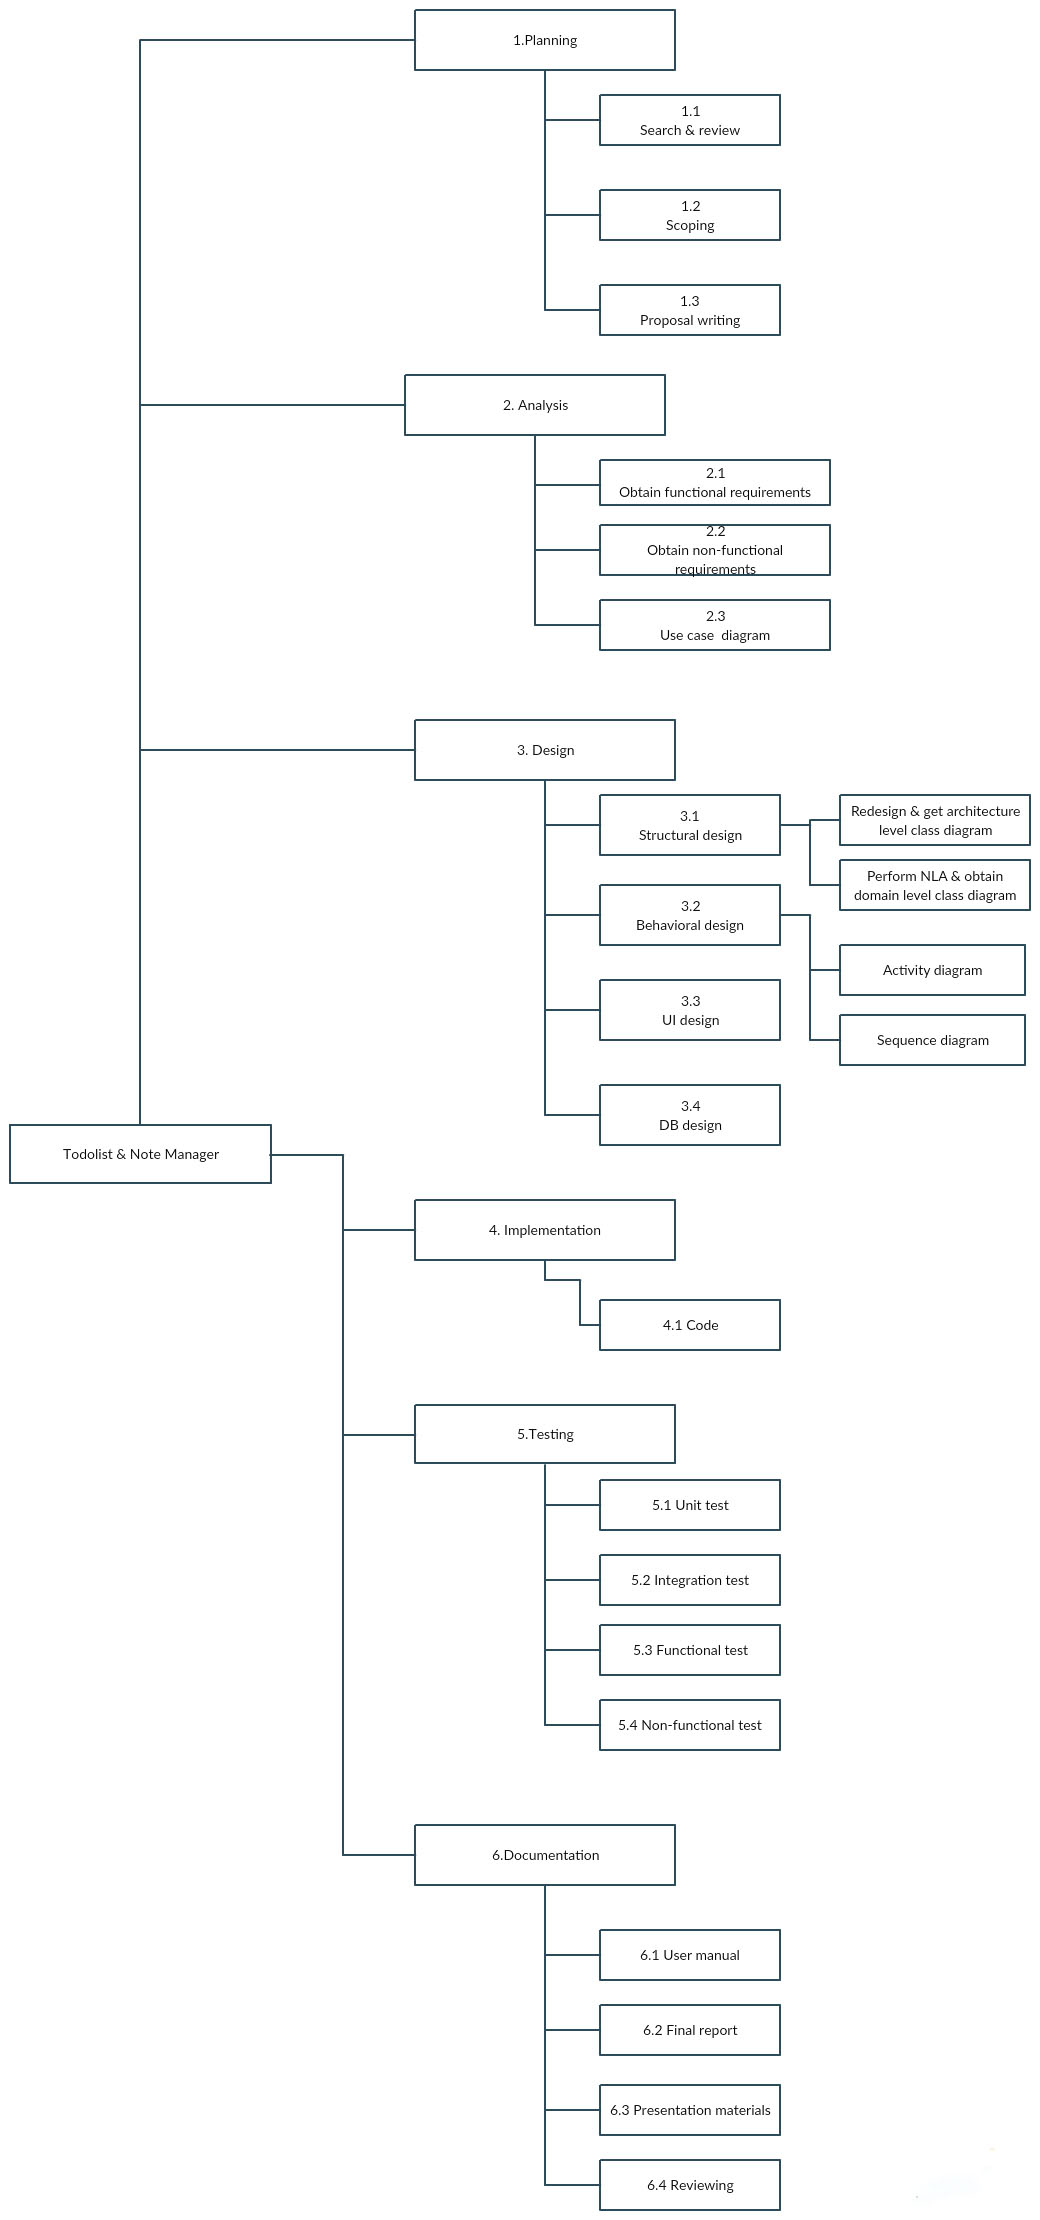 1.Planning
1.1
Search & review
1.2
Scoping
1.3
Proposal writing
2. Analysis
2.1
Obtain functional requirements
2.2
Obtain non-functional
requirements
2.3
Use case  diagram
3. Design
3.1
Structural design
Redesign & get architecture
level class diagram
Perform NLA & obtain
domain level class diagram
3.2
Behavioral design
Activity diagram
Sequence diagram
3.3
UI design
3.4
DB design
Todolist & Note Manager
4. Implementation
4.1 Code
5.Testing
5.1 Unit test
5.2 Integration test
5.3 Functional test
5.4 Non-functional test
6.Documentation
6.1 User manual
6.2 Final report
6.3 Presentation materials
6.4 Reviewing